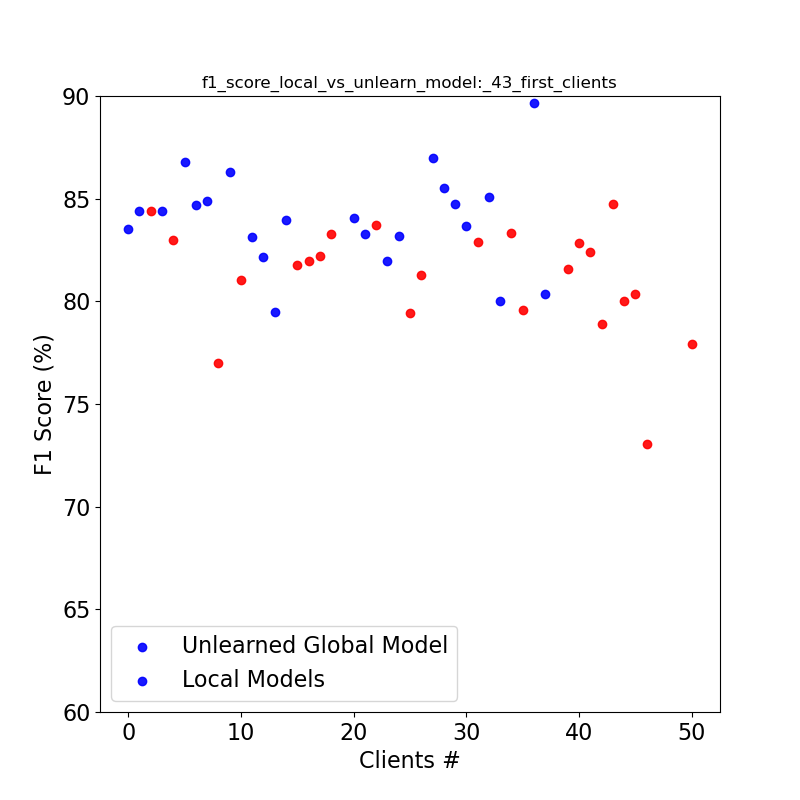 f1_score_local_vs_unlearn_model:_43_first_clients
90
85
80
75
70
65
60
F1 Score (%)
Unlearned Global Model
Local Models
0 10 20 30 40 50
Clients #